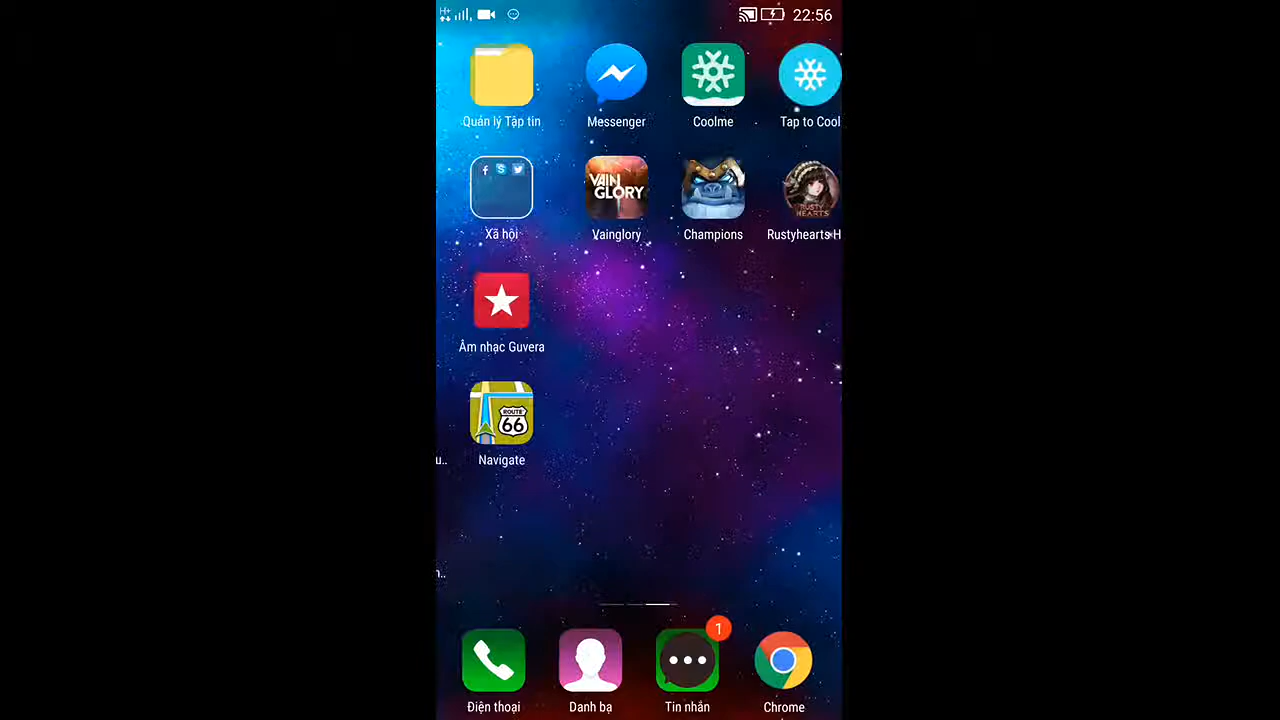 H+ 22:56
Quản lý Tập tin Messenger Coolme Tap to Cool
VAIN
GLORY
RUSTY
HEARTS
Xã hội Vainglory Champions Rustyhearts H
Âm nhạc Guvera
ROUTE
66
u.. Navigate
n..
1
Điện thoại Danh bạ Tin nhắn Chrome